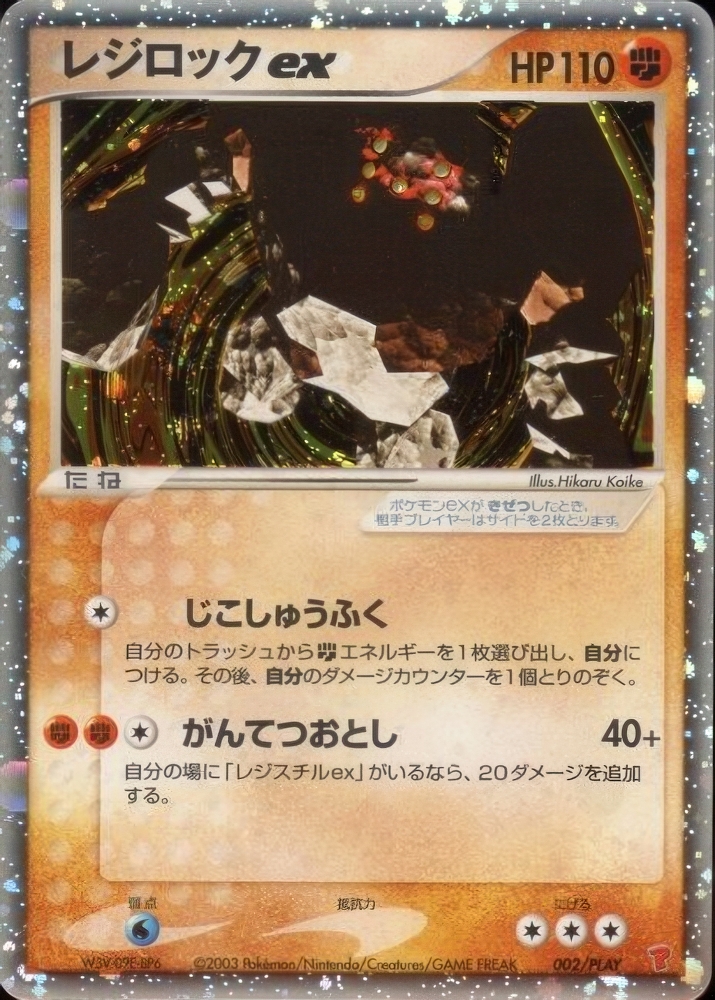 レジロックex HP110
たね
Illus.Hikaru Koike
ポケモンexがきぜつしたとき、
相手プレイヤーはサイドを2枚とります。
じこしゅうふく
自分のトラッシュからエネルギーを1枚選び出し、自分に
つける。その後、自分のダメージカウンターを1個とりのぞく。
がんてつおとし 40+
自分の場に「レジスチルex」がいるなら、20ダメージを追加
する。
弱点 抵抗力 にげる
W3V-09E-BP6 ©2003 Pokémon/Nintendo/Creatures/GAME FREAK 002/PLAY